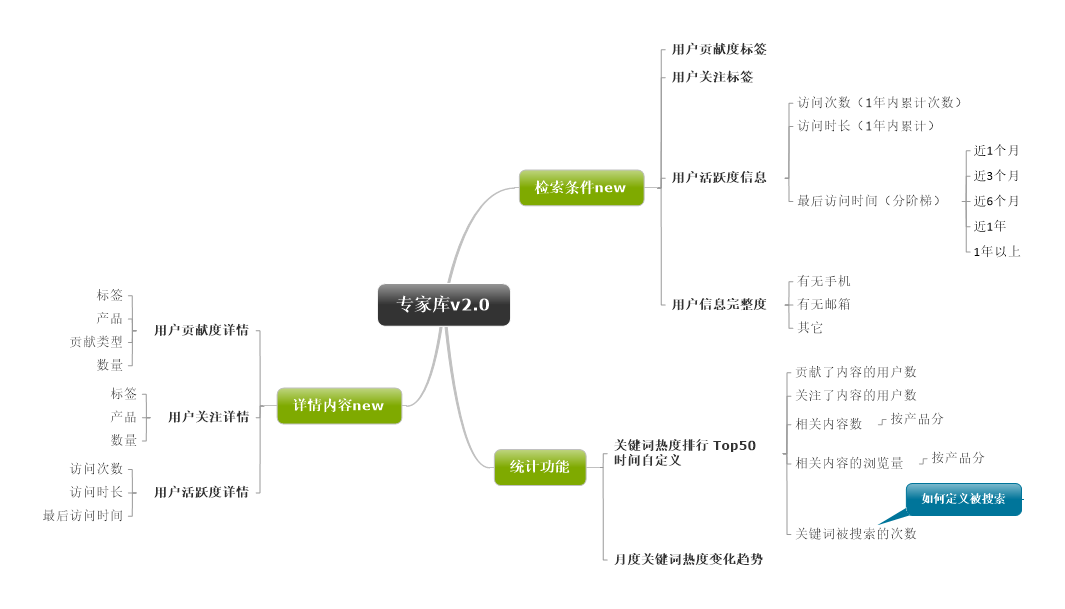 专家库v2.0
检索条件new
用户贡献度标签
用户关注标签
用户活跃度信息
访问次数（1年内累计次数）
访问时长（1年内累计）
最后访问时间（分阶梯）
近1个月
近3个月
近6个月
近1年
1年以上
用户信息完整度
有无手机
有无邮箱
其它
统计功能
关键词热度排行 Top50
时间自定义
贡献了内容的用户数
关注了内容的用户数
相关内容数
按产品分
相关内容的浏览量
按产品分
关键词被搜索的次数
如何定义被搜索
月度关键词热度变化趋势
详情内容new
用户贡献度详情
标签
产品
贡献类型
数量
用户关注详情
标签
产品
数量
用户活跃度详情
访问次数
访问时长
最后访问时间